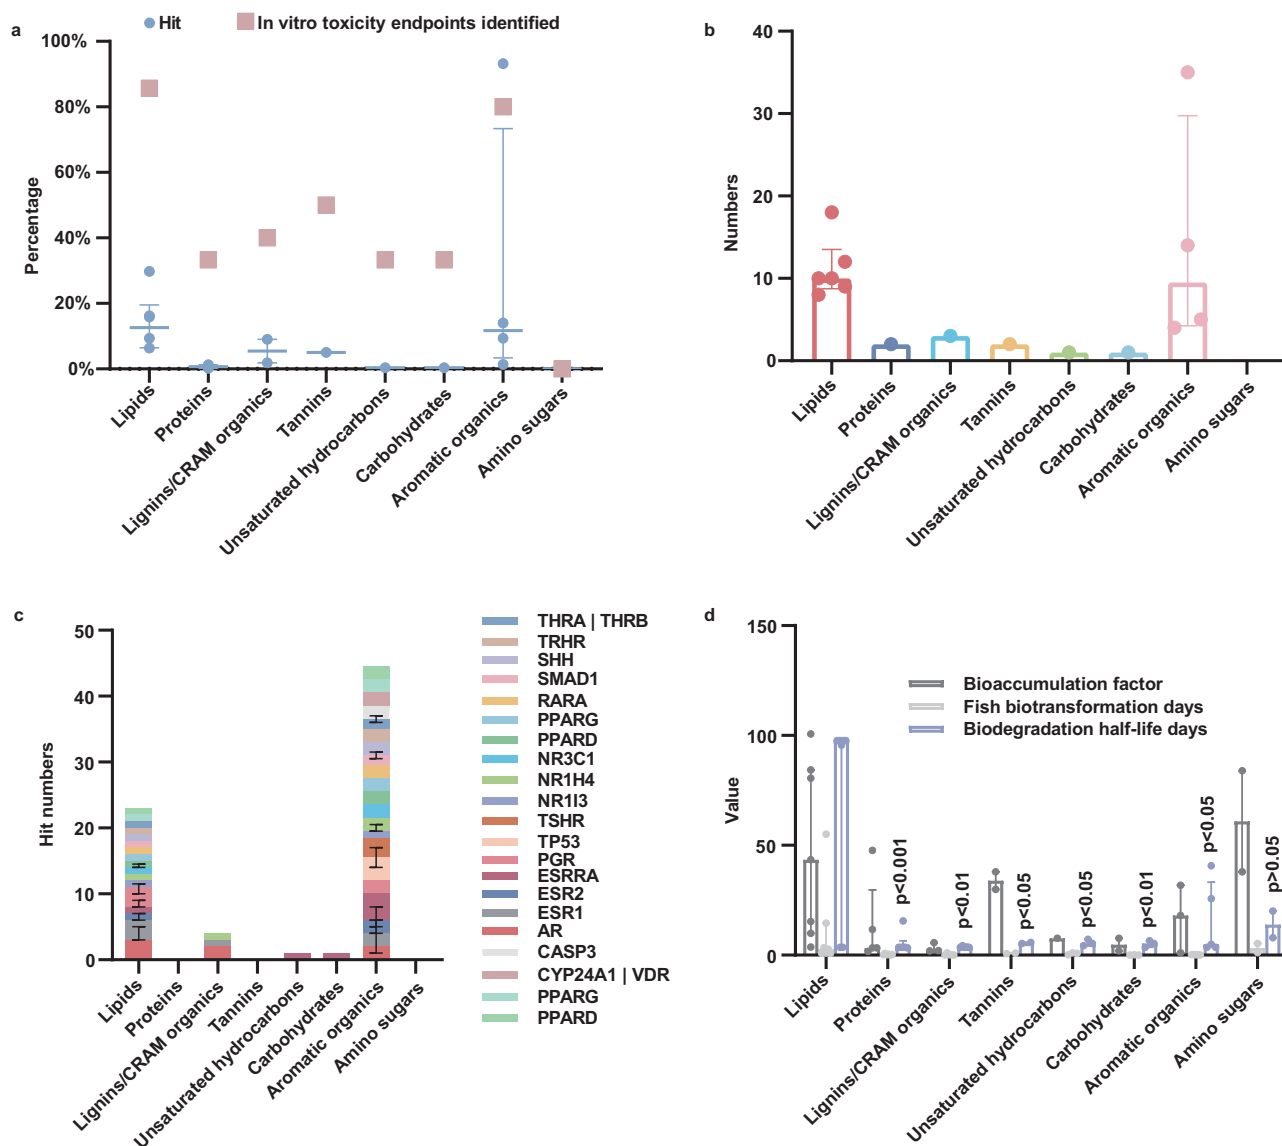 a
Hit
In vitro toxicity endpoints identified
Percentage
100%
80%
60%
40%
20%
0%
Lipids
Proteins
Lignins/CRAM organics
Tannins
Unsaturated hydrocarbons
Carbohydrates
Aromatic organics
Amino sugars
b
Numbers
40
30
20
10
0
Lipids
Proteins
Lignins/CRAM organics
Tannins
Unsaturated hydrocarbons
Carbohydrates
Aromatic organics
Amino sugars
c
Hit numbers
50
40
30
20
10
0
Lipids
Proteins
Lignins/CRAM organics
Tannins
Unsaturated hydrocarbons
Carbohydrates
Aromatic organics
Amino sugars
THRA | THRB
TRHR
SHH
SMAD1
RARA
PPARG
PPARD
NR3C1
NR1H4
NR1I3
TSHR
TP53
PGR
ESRRA
ESR2
ESR1
AR
CASP3
CYP24A1 | VDR
PPARG
PPARD
d
Value
150
100
50
0
Bioaccumulation factor
Fish biotransformation days
Biodegradation half-life days
p<0.001
p<0.01
p<0.05
p<0.05
p<0.01
p<0.05
p>0.05
Lipids
Proteins
Lignins/CRAM organics
Tannins
Unsaturated hydrocarbons
Carbohydrates
Aromatic organics
Amino sugars